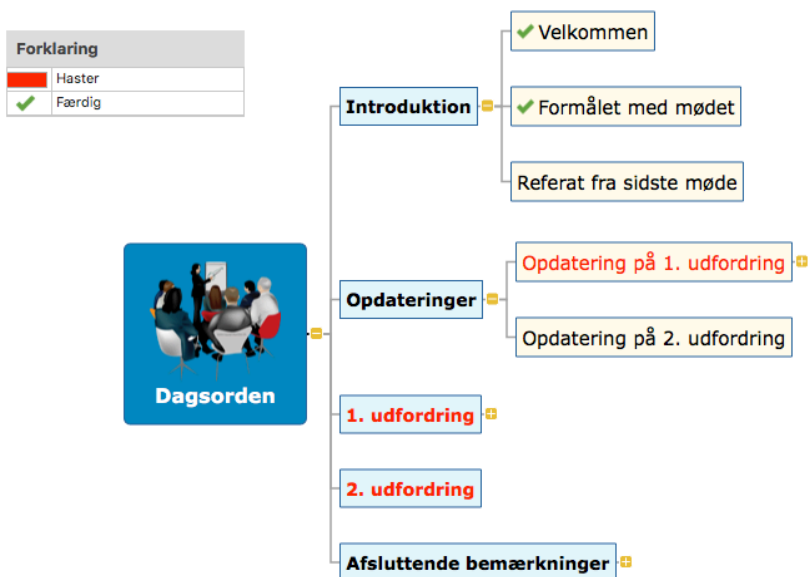 Forklaring
Haster
Færdig
Dagsorden
Introduktion
Velkommen
Formålet med mødet
Referat fra sidste møde
Opdateringer
Opdatering på 1. udfordring
Opdatering på 2. udfordring
1. udfordring
2. udfordring
Afsluttende bemærkninger